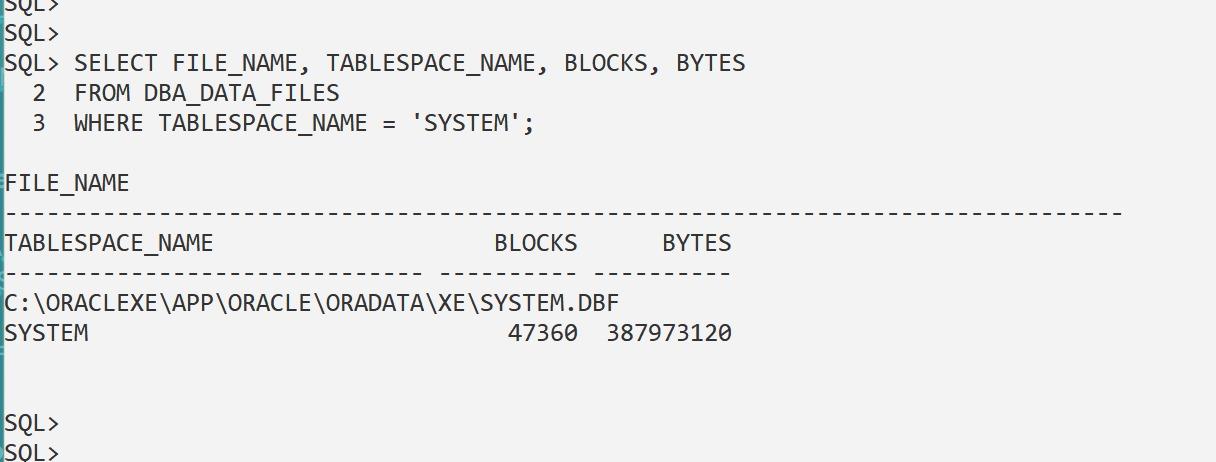 SQL>
SQL>
SQL> SELECT FILE_NAME, TABLESPACE_NAME, BLOCKS, BYTES
  2  FROM DBA_DATA_FILES
  3  WHERE TABLESPACE_NAME = 'SYSTEM';
FILE_NAME
--------------------------------------------------------------------------------
TABLESPACE_NAME                    BLOCKS      BYTES
------------------------------ ---------- ----------
C:\ORACLEXE\APP\ORACLE\ORADATA\XE\SYSTEM.DBF
SYSTEM                              47360  387973120
SQL>
SQL>